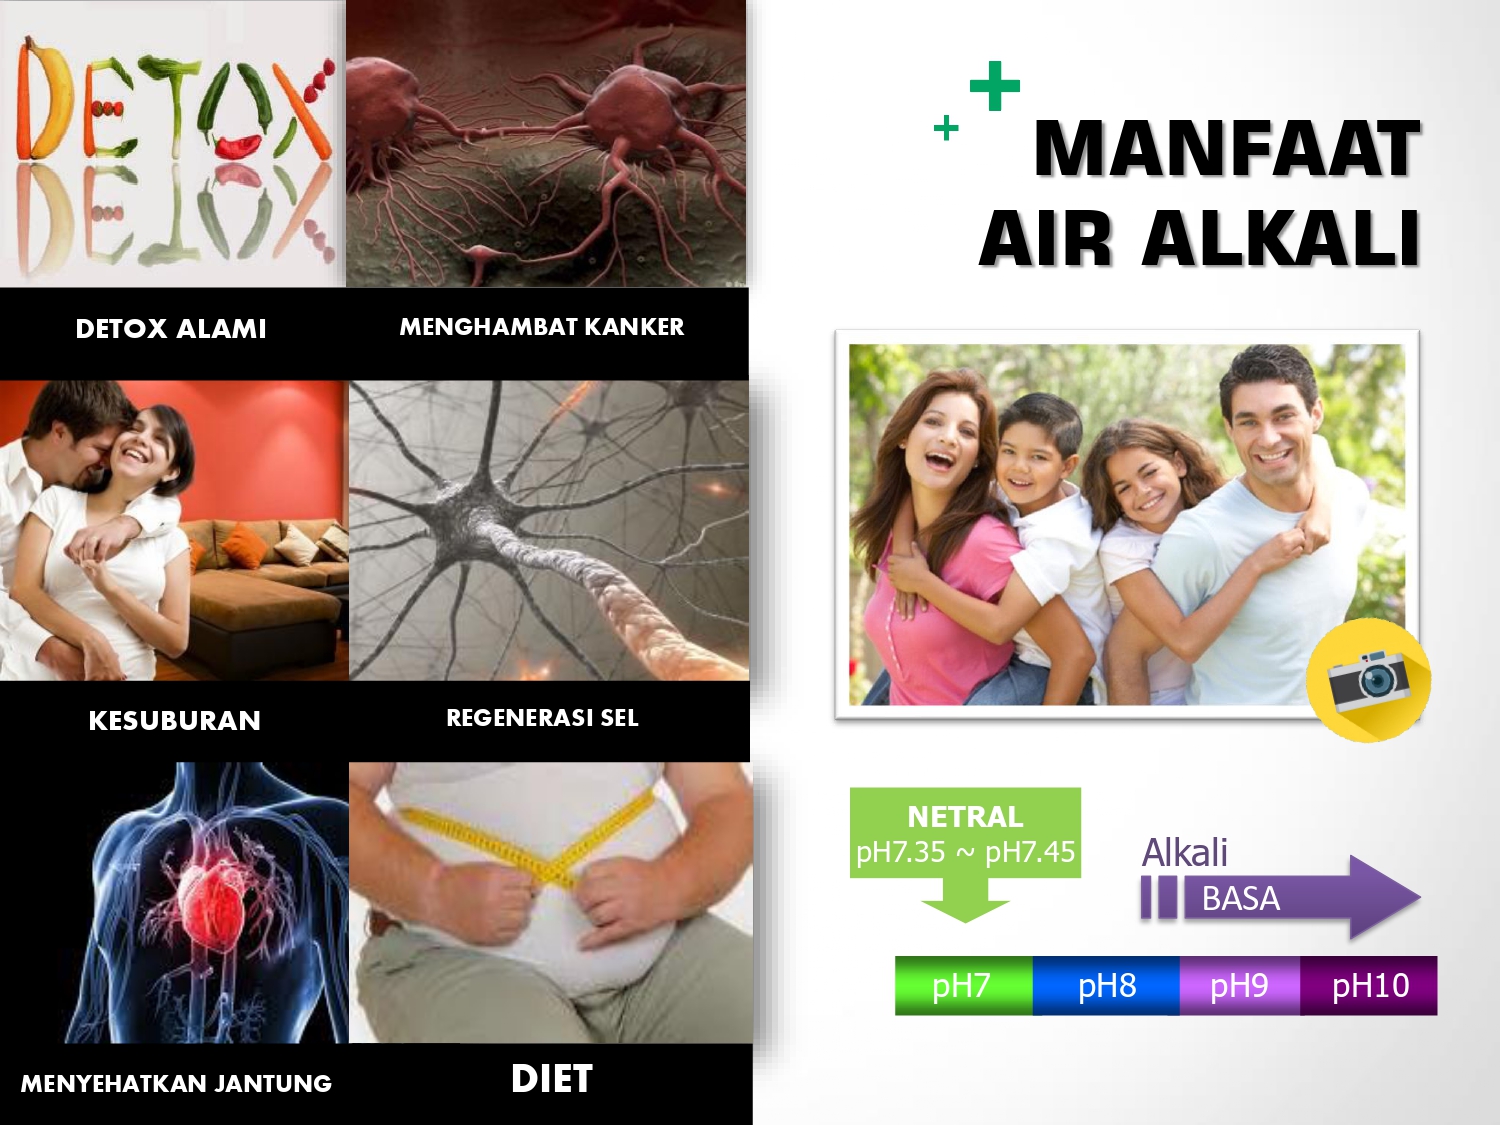 DETOX
DETOX ALAMI
MENGHAMBAT KANKER
KESUBURAN
REGENERASI SEL
MENYEHATKAN JANTUNG
DIET
MANFAAT
AIR ALKALI
NETRAL
pH7.35 ~ pH7.45
Alkali
BASA
pH7
pH8
pH9
pH10